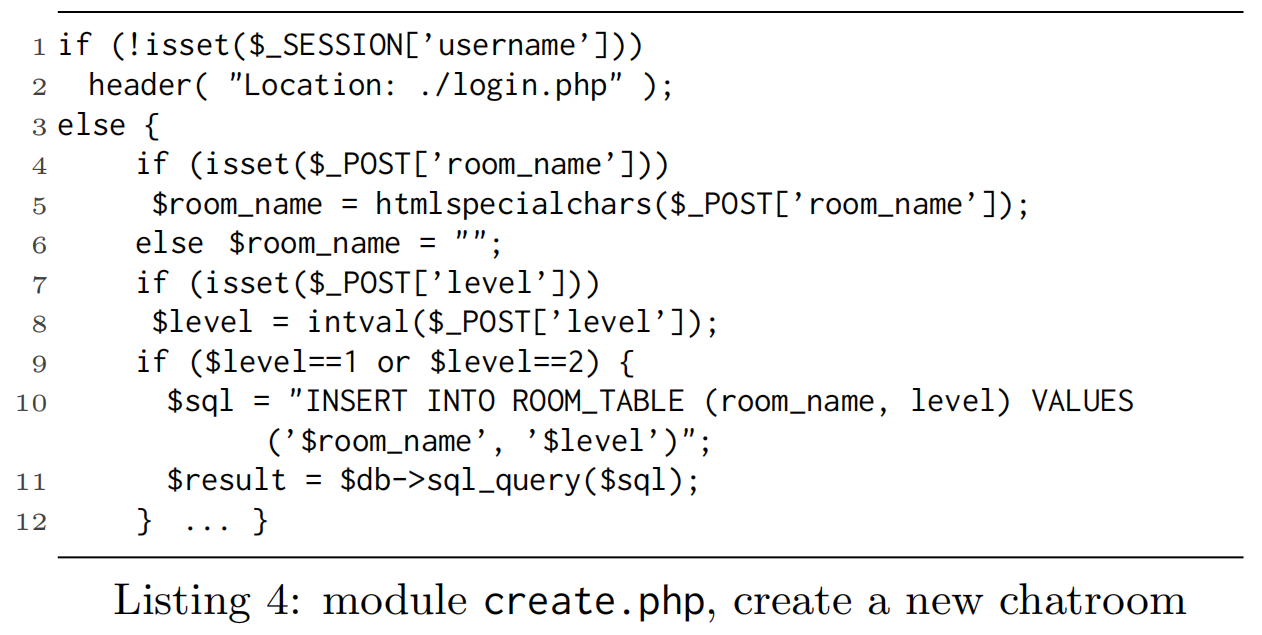 1 if (!isset($_SESSION[’username’]))
2 header( "Location: ./login.php" );
3 else {
4 if (isset($_POST[’room_name’]))
5 $room_name = htmlspecialchars($_POST[’room_name’]);
6 else $room_name = "";
7 if (isset($_POST[’level’]))
8 $level = intval($_POST[’level’]);
9 if ($level==1 or $level==2) {
10 $sql = "INSERT INTO ROOM_TABLE (room_name, level) VALUES
(’$room_name’, ’$level’)";
11 $result = $db->sql_query($sql);
12 } ... }
Listing 4: module create.php, create a new chatroom